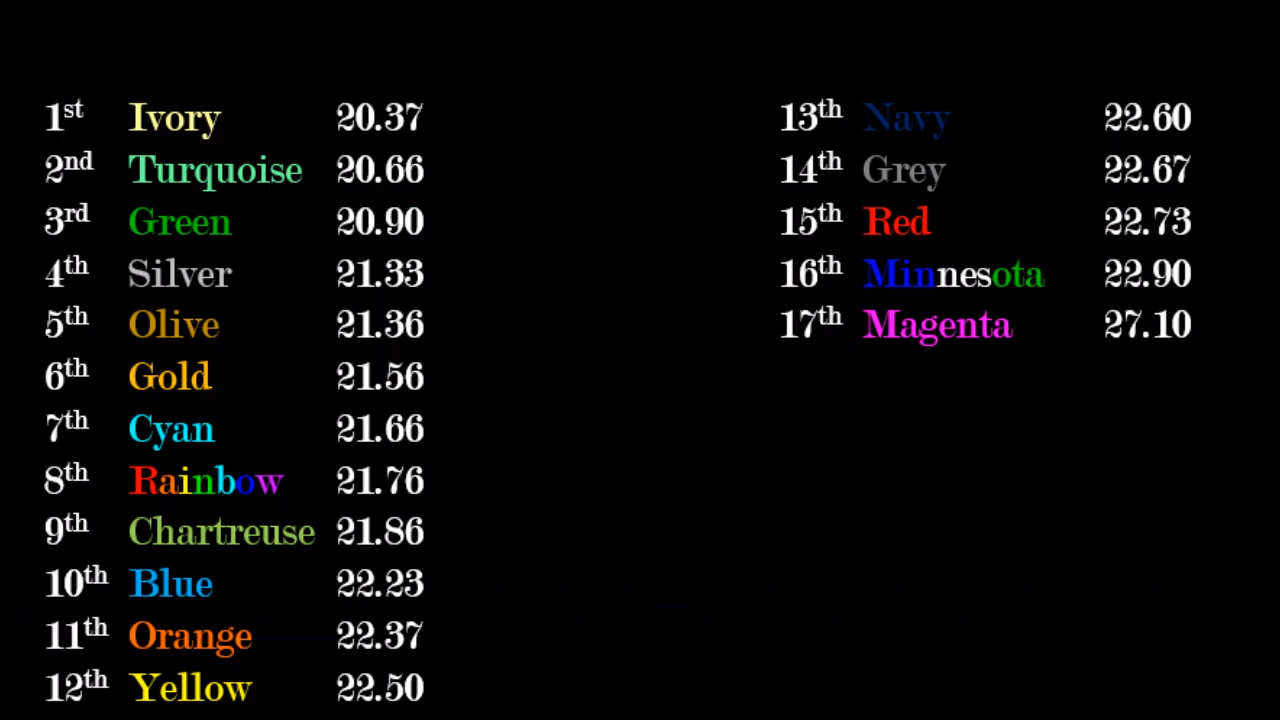 1st Ivory 20.37
2nd Turquoise 20.66
3rd Green 20.90
4th Silver 21.33
5th Olive 21.36
6th Gold 21.56
7th Cyan 21.66
8th Rainbow 21.76
9th Chartreuse 21.86
10th Blue 22.23
11th Orange 22.37
12th Yellow 22.50
13th Navy 22.60
14th Grey 22.67
15th Red 22.73
16th Minnesota 22.90
17th Magenta 27.10